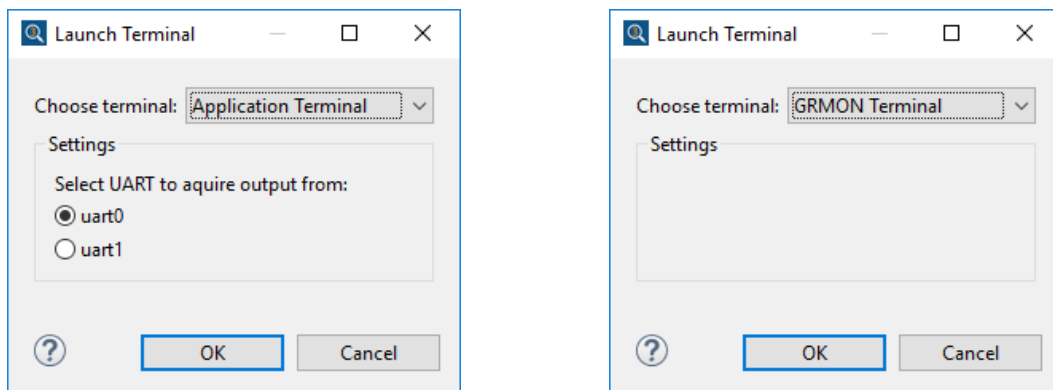 Launch Terminal
Choose terminal: Application Terminal
Settings
Select UART to aquire output from:
uart0
uart1
? OK Cancel
Launch Terminal
Choose terminal: GRMON Terminal
Settings
? OK Cancel